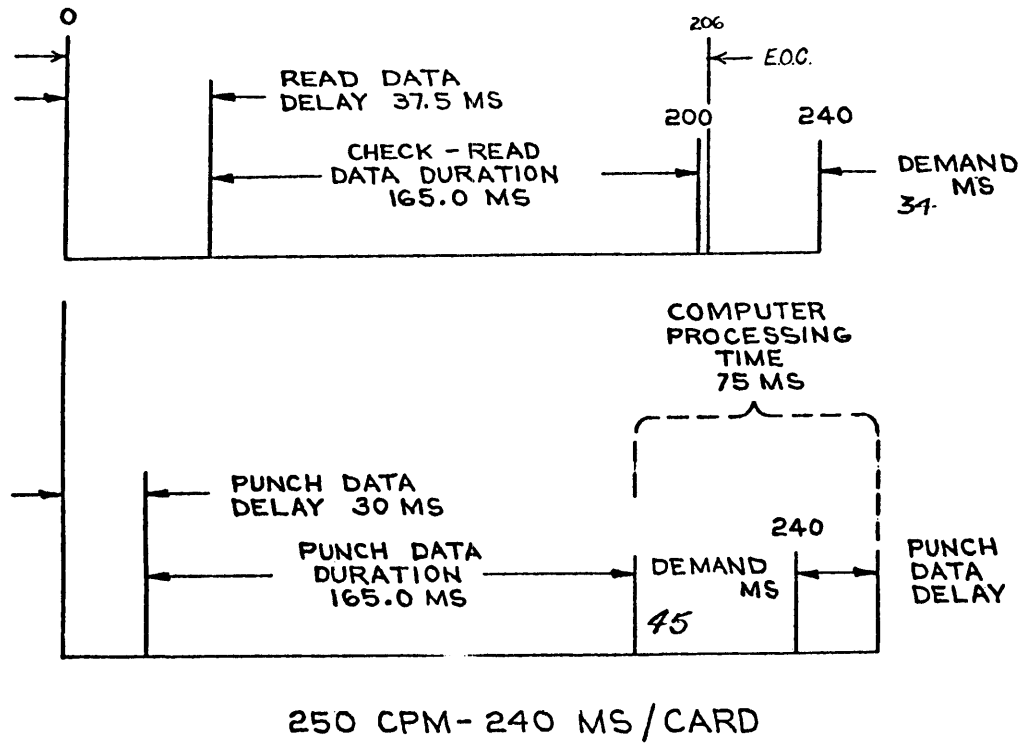 0
206
E.O.C.
READ DATA
DELAY 37.5 MS
200
240
CHECK - READ
DATA DURATION
165.0 MS
DEMAND
MS
34
COMPUTER
PROCESSING
TIME
75 MS
PUNCH DATA
DELAY 30 MS
240
PUNCH DATA
DURATION
165.0 MS
DEMAND
MS
45
PUNCH
DATA
DELAY
250 CPM - 240 MS / CARD